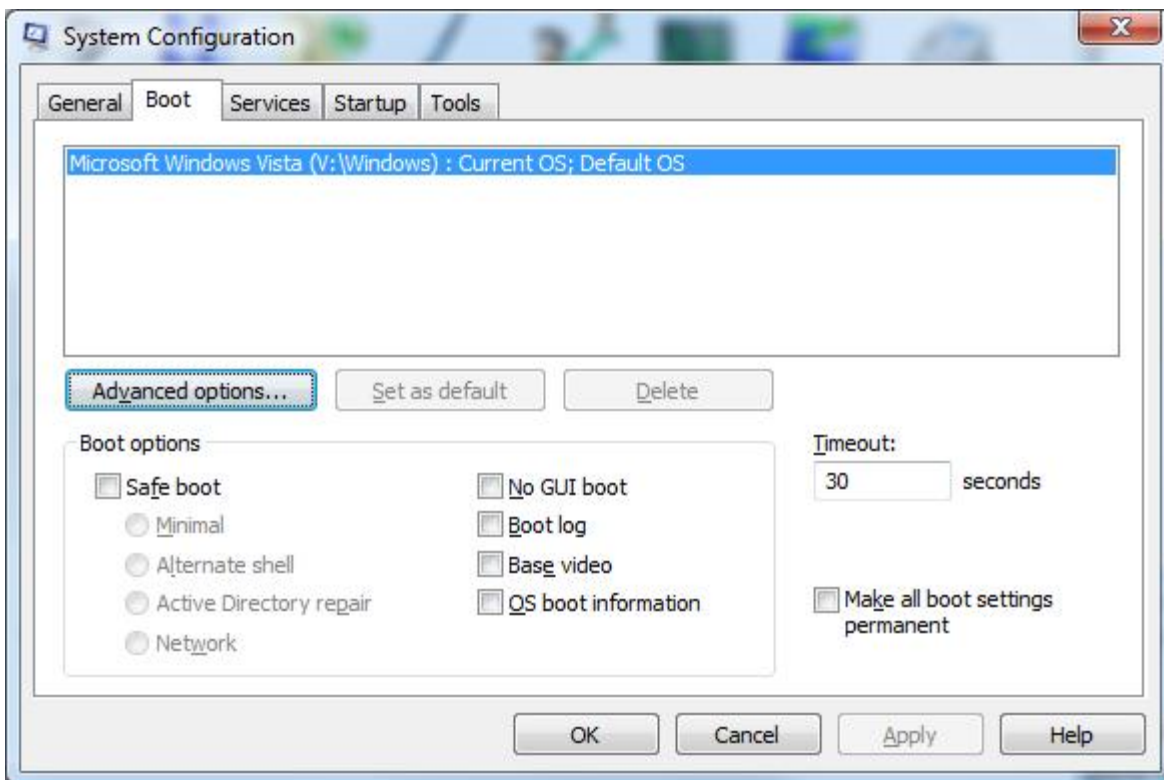 System Configuration
General Boot Services Startup Tools
Microsoft Windows Vista (V:\Windows) : Current OS; Default OS
Advanced options... Set as default Delete
Boot options
Timeout:
Safe boot No GUI boot 30 seconds
Minimal Boot log
Alternate shell Base video
Active Directory repair OS boot information Make all boot settings
permanent
Network
OK Cancel Apply Help